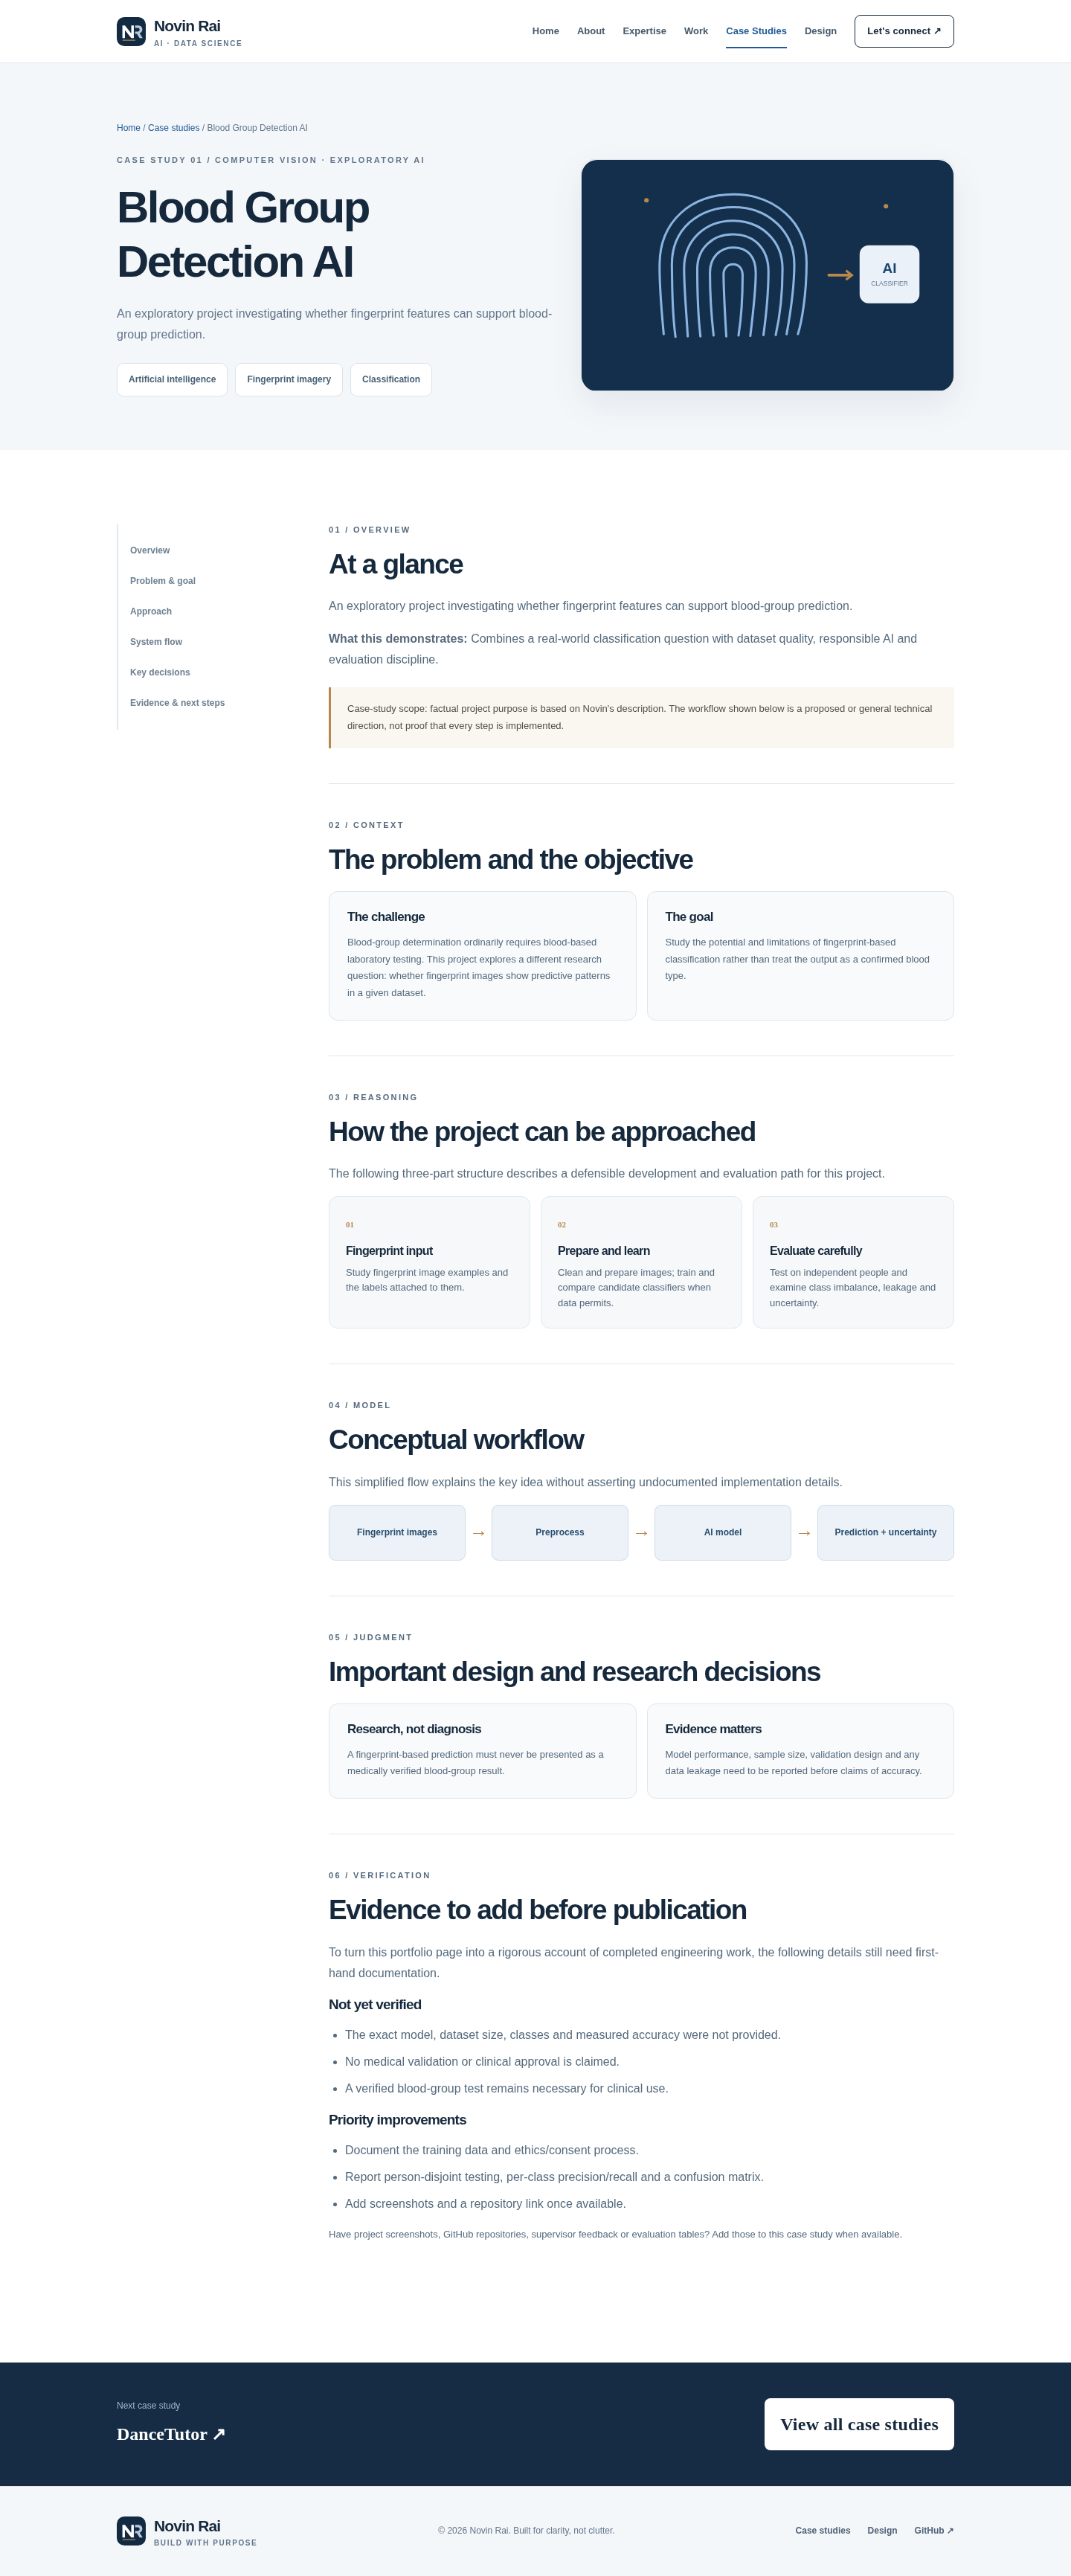 NR
Novin Rai
AI · DATA SCIENCE
Home
About
Expertise
Work
Case Studies
Design
Let's connect ↗
Home / Case studies / Blood Group Detection AI
CASE STUDY 01 / COMPUTER VISION · EXPLORATORY AI
Blood Group
Detection AI
An exploratory project investigating whether fingerprint features can support blood-
group prediction.
Artificial intelligence
Fingerprint imagery
Classification
AI
CLASSIFIER
Overview
Problem & goal
Approach
System flow
Key decisions
Evidence & next steps
01 / OVERVIEW
At a glance
An exploratory project investigating whether fingerprint features can support blood-group prediction.
What this demonstrates: Combines a real-world classification question with dataset quality, responsible AI and
evaluation discipline.
Case-study scope: factual project purpose is based on Novin's description. The workflow shown below is a proposed or general technical
direction, not proof that every step is implemented.
02 / CONTEXT
The problem and the objective
The challenge
Blood-group determination ordinarily requires blood-based
laboratory testing. This project explores a different research
question: whether fingerprint images show predictive patterns
in a given dataset.
The goal
Study the potential and limitations of fingerprint-based
classification rather than treat the output as a confirmed blood
type.
03 / REASONING
How the project can be approached
The following three-part structure describes a defensible development and evaluation path for this project.
01
Fingerprint input
Study fingerprint image examples and
the labels attached to them.
02
Prepare and learn
Clean and prepare images; train and
compare candidate classifiers when
data permits.
03
Evaluate carefully
Test on independent people and
examine class imbalance, leakage and
uncertainty.
04 / MODEL
Conceptual workflow
This simplified flow explains the key idea without asserting undocumented implementation details.
Fingerprint images
→
Preprocess
→
AI model
→
Prediction + uncertainty
05 / JUDGMENT
Important design and research decisions
Research, not diagnosis
A fingerprint-based prediction must never be presented as a
medically verified blood-group result.
Evidence matters
Model performance, sample size, validation design and any
data leakage need to be reported before claims of accuracy.
06 / VERIFICATION
Evidence to add before publication
To turn this portfolio page into a rigorous account of completed engineering work, the following details still need first-
hand documentation.
Not yet verified
• The exact model, dataset size, classes and measured accuracy were not provided.
• No medical validation or clinical approval is claimed.
• A verified blood-group test remains necessary for clinical use.
Priority improvements
• Document the training data and ethics/consent process.
• Report person-disjoint testing, per-class precision/recall and a confusion matrix.
• Add screenshots and a repository link once available.
Have project screenshots, GitHub repositories, supervisor feedback or evaluation tables? Add those to this case study when available.
Next case study
DanceTutor ↗
View all case studies
NR
Novin Rai
BUILD WITH PURPOSE
© 2026 Novin Rai. Built for clarity, not clutter.
Case studies
Design
GitHub ↗